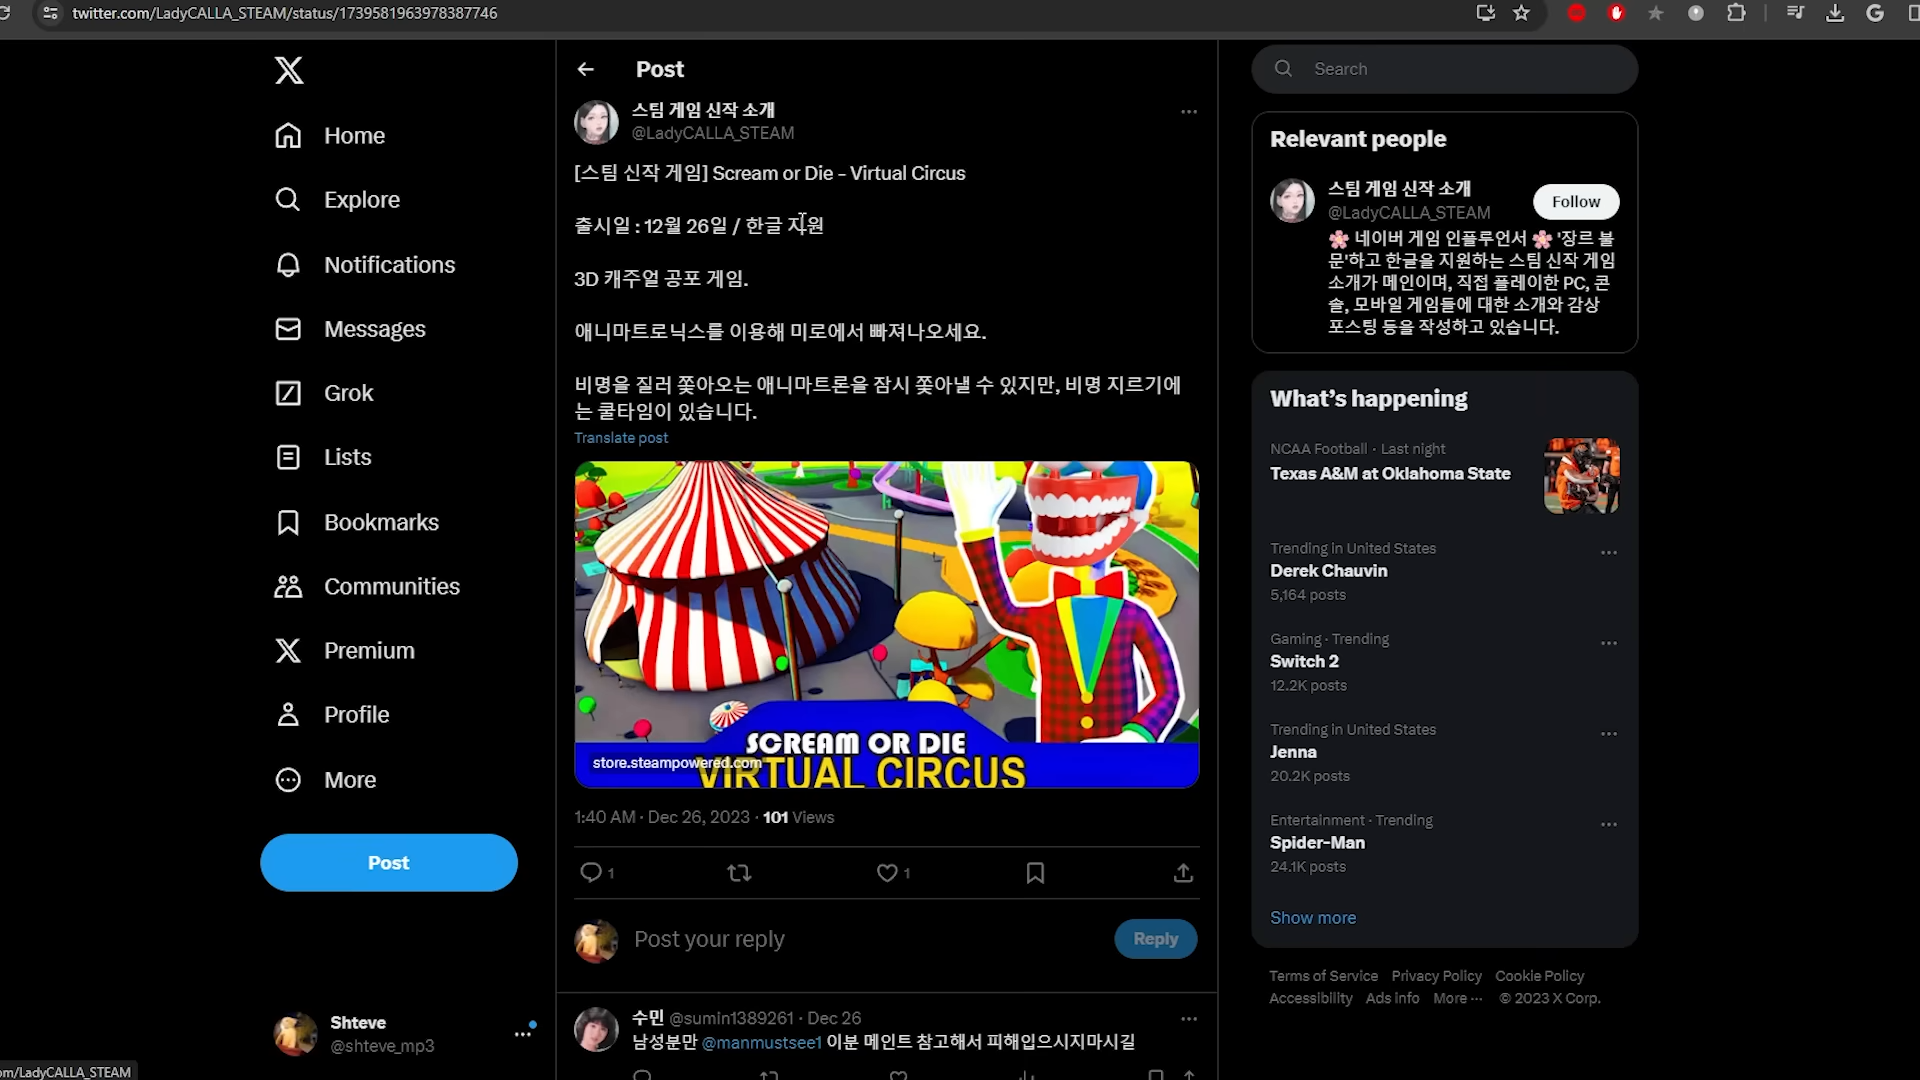 twitter.com/LadyCALLA_STEAM/status/1739581963978387746
Home
Explore
Notifications
Messages
Grok
Lists
Bookmarks
Communities
Premium
Profile
More
Post
Shteve
@shteve_mp3
om/LadyCALLA_STEAM
Post
스팀 게임 신작 소개
@LadyCALLA_STEAM
[스팀 신작 게임] Scream or Die - Virtual Circus
출시일 : 12월 26일 / 한글 지원
3D 캐주얼 공포 게임.
애니마트로닉스를 이용해 미로에서 빠져나오세요.
비명을 질러 쫓아오는 애니마트론을 잠시 쫓아낼 수 있지만, 비명 지르기에
는 쿨타임이 있습니다.
Translate post
SCREAM OR DIE
store.steampowered.com
VIRTUAL CIRCUS
1:40 AM · Dec 26, 2023 · 101 Views
1
1
Post your reply
Reply
수민 @sumin1389261 · Dec 26
남성분만 @manmustsee1 이분 메인트 참고해서 피해입으시지마시길
Search
Relevant people
스팀 게임 신작 소개
@LadyCALLA_STEAM
Follow
🌸 네이버 게임 인플루언서 🌸 '장르 불
문'하고 한글을 지원하는 스팀 신작 게임
소개가 메인이며, 직접 플레이한 PC, 콘
솔, 모바일 게임들에 대한 소개와 감상
포스팅 등을 작성하고 있습니다.
What's happening
NCAA Football · Last night
Texas A&M at Oklahoma State
Trending in United States
Derek Chauvin
5,164 posts
Gaming · Trending
Switch 2
12.2K posts
Trending in United States
Jenna
20.2K posts
Entertainment · Trending
Spider-Man
24.1K posts
Show more
Terms of Service Privacy Policy Cookie Policy
Accessibility Ads info More ··· © 2023 X Corp.